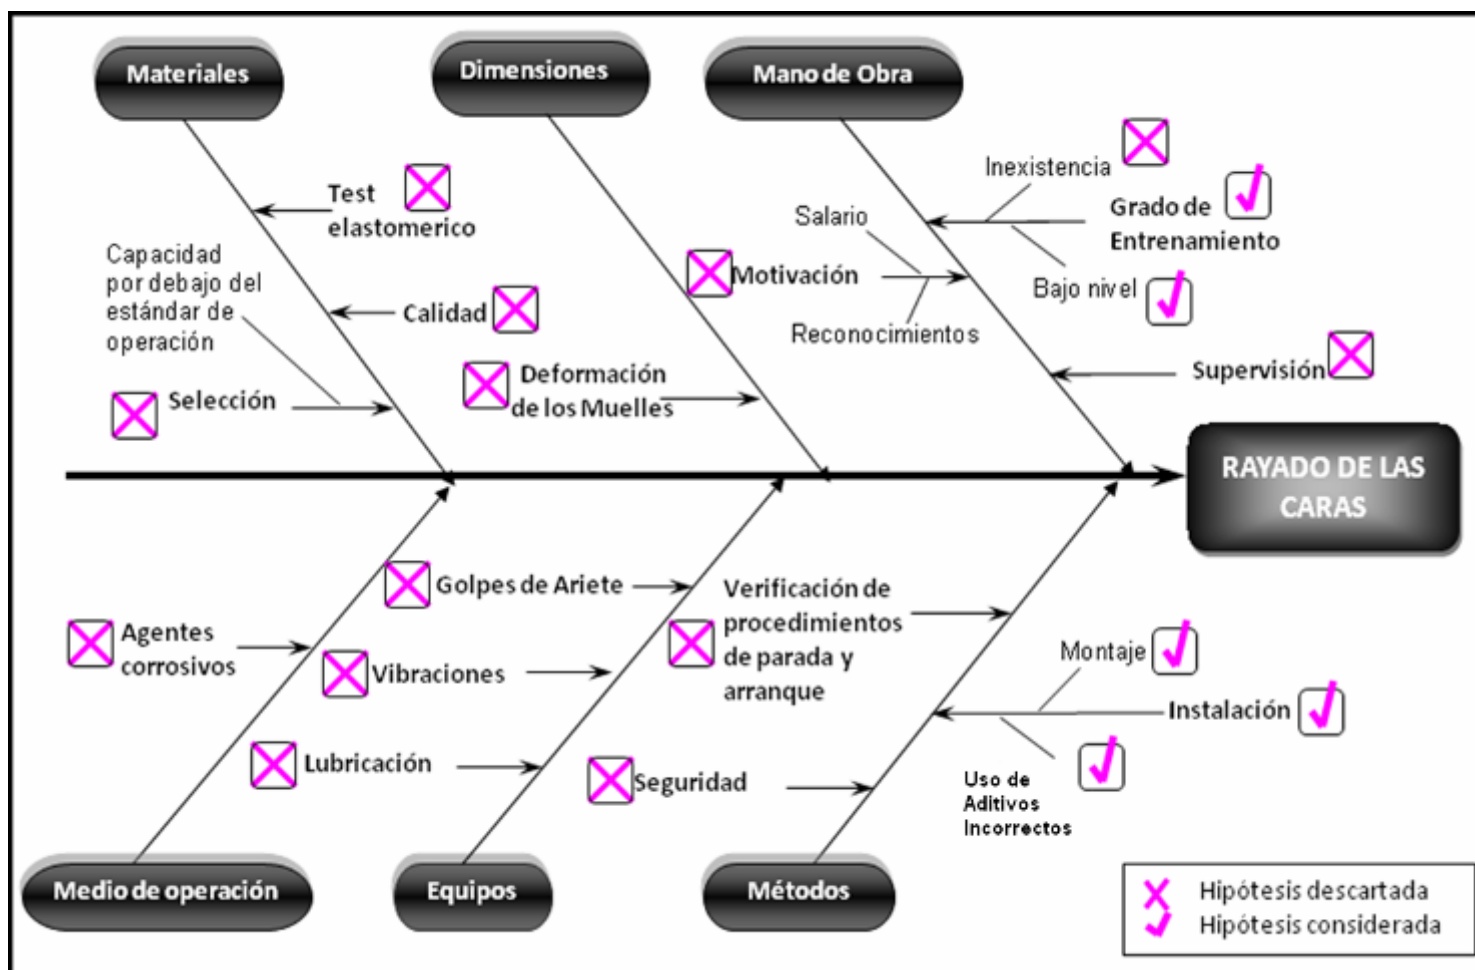 Materiales
Dimensiones
Mano de Obra
Test
elastomerico
Capacidad
por debajo del
estándar de
operación
Calidad
Selección
Deformación
de los Muelles
Inexistencia
Grado de
Entrenamiento
Salario
Motivación
Bajo nivel
Reconocimientos
Supervisión
RAYADO DE LAS
CARAS
Agentes
corrosivos
Golpes de Ariete
Vibraciones
Lubricación
Verificación de
procedimientos
de parada y
arranque
Seguridad
Montaje
Instalación
Uso de
Aditivos
Incorrectos
Medio de operación
Equipos
Métodos
Hipótesis descartada
Hipótesis considerada